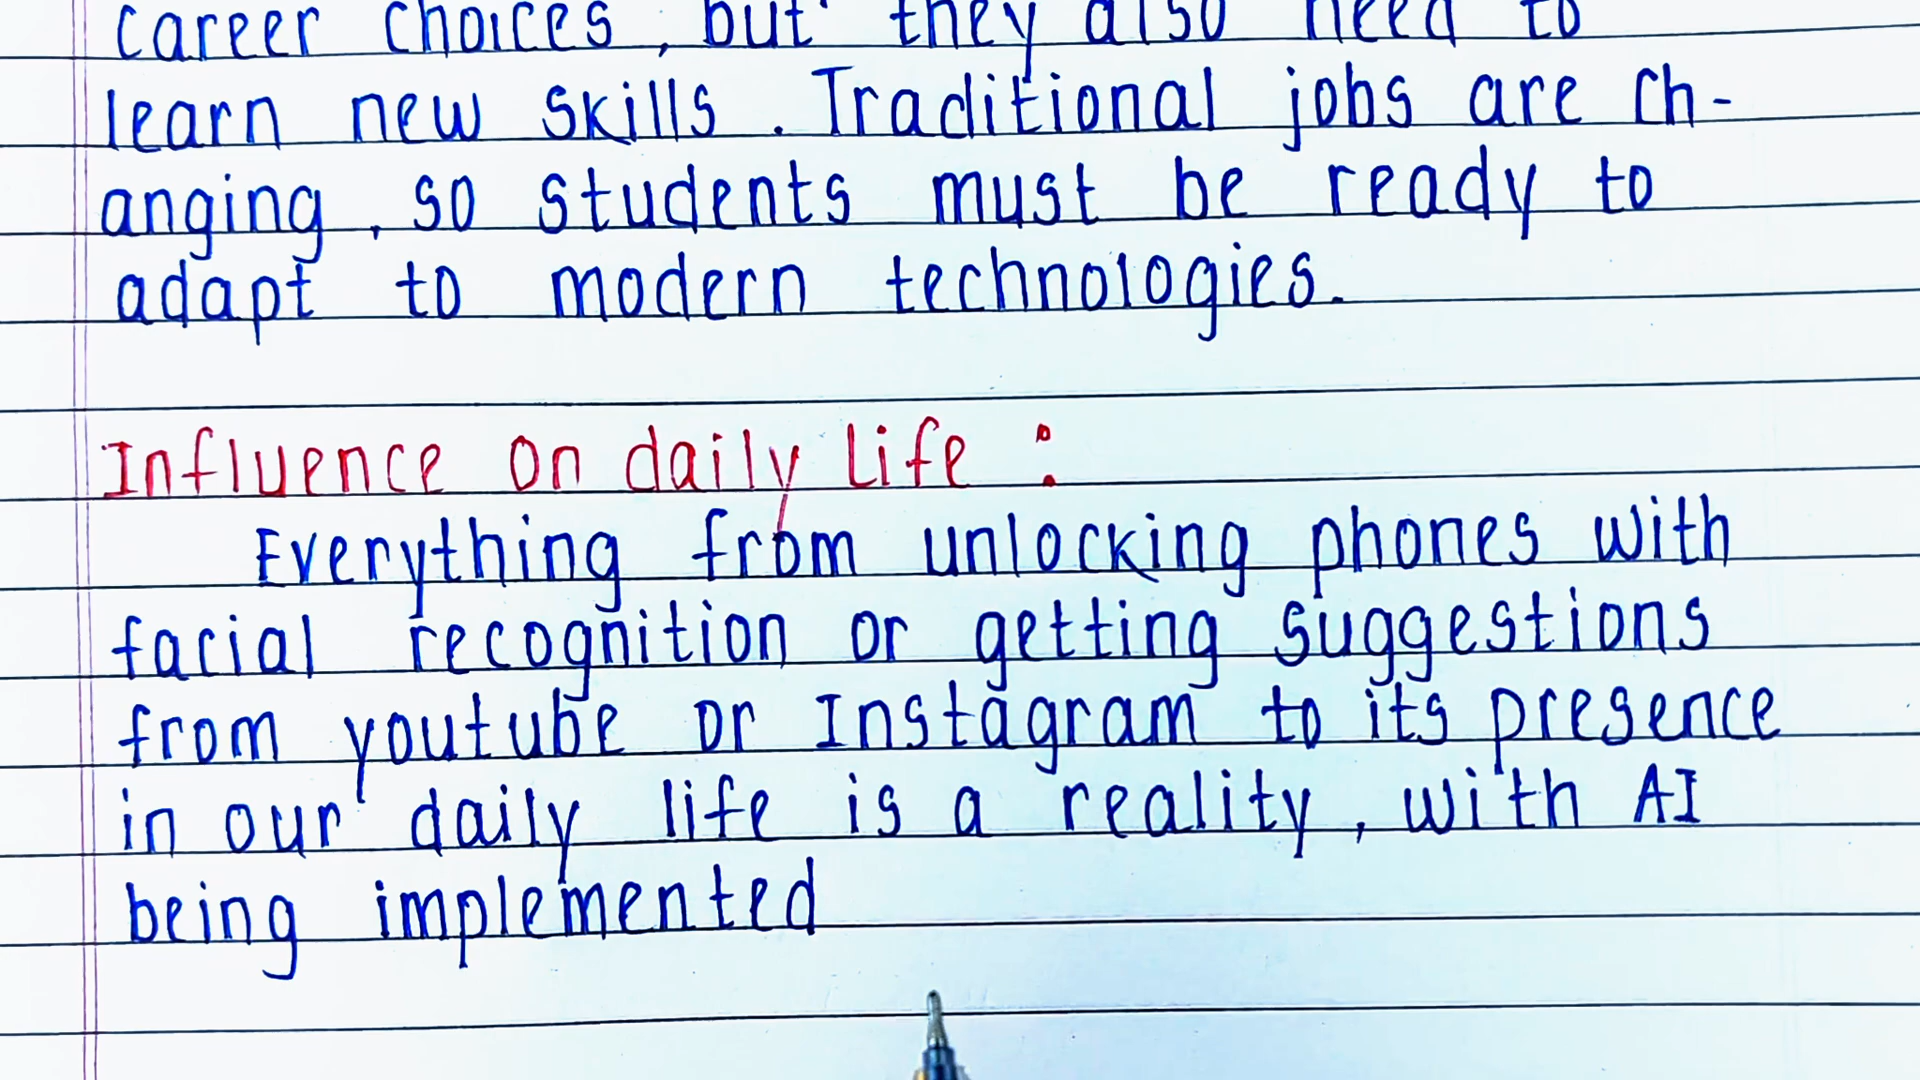 career choices, but they also need to
learn new skills. Traditional jobs are ch-
anging, so students must be ready to
adapt to modern technologies.
Influence on daily life :
Everything from unlocking phones with
facial recognition or getting suggestions
from youtube or Instagram to its presence
in our daily life is a reality, with AI
being implemented